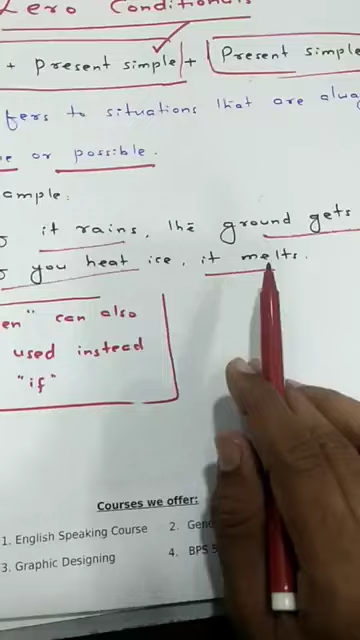 Zero Conditionals
+ Present simple + Present simple
fers to situations that are alwa
or possible.
ample:
it rains, the ground gets
you heat ice, it melts.
en" can also
used instead
"if"
Courses we offer:
1. English Speaking Course 2. Gene
3. Graphic Designing 4. BPS 5